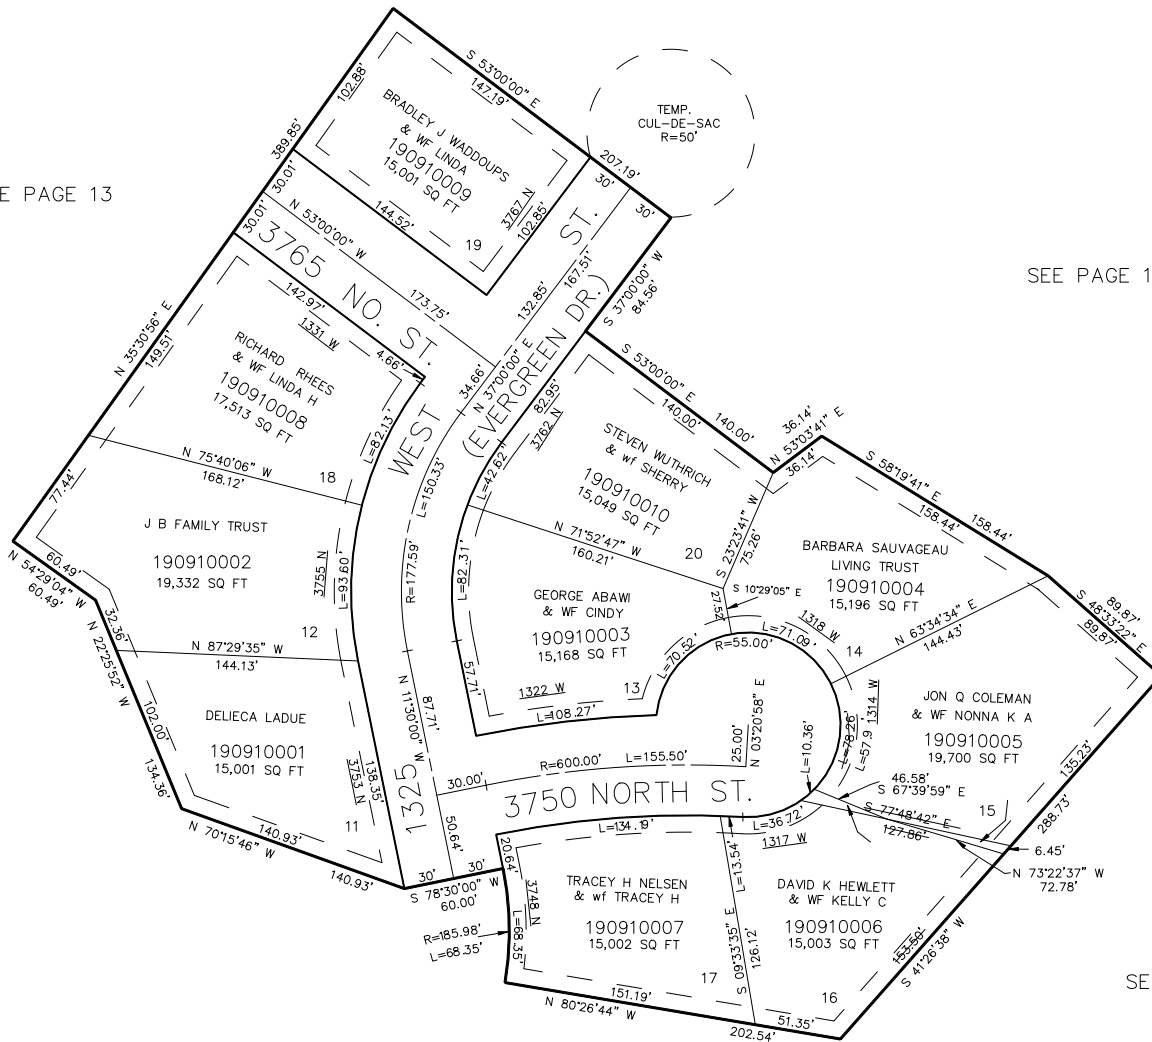 E PAGE 13
SEE PAGE 1
SE
TEMP.
CUL-DE-SAC
R=50'
S 53°00'00" E
147.19'
102.88'
389.85'
30.01'
30.01'
BRADLEY J WADDOUPS
& WF LINDA
190910009
15,001 SQ FT
3767 N
102.85'
144.52'
19
207.19'
30'
30'
N 53°00'00" W
173.75'
3765 NO. ST.
132.85'
167.51'
S 37°00'00" W
84.56'
N 35°30'56" E
149.51'
142.97'
1331 W
4.66'
RICHARD RHEES
& WF LINDA H
190910008
17,513 SQ FT
L=82.13'
34.66'
N 37°00'00" E
WEST ST.
(EVERGREEN DR.)
82.95'
3762 N
L=42.62"
L=150.33'
R=177.59'
N 75°40'06" W
168.12'
18
77.44'
J B FAMILY TRUST
190910002
19,332 SQ FT
3755 N
L=93.60'
12
60.49'
N 54°29'04" W
60.49'
32.36'
N 22°25'52" W
N 87°29'35" W
144.13'
102.00'
134.36'
DELIECA LADUE
190910001
15,001 SQ FT
3753 N
138.35'
11
N 70°15'46" W
140.93'
140.93'
S 53°00'00" E
140.00'
140.00'
36.14'
N 53°03'41" E
36.14'
STEVEN WUTHRICH
& wf SHERRY
190910010
15,049 SQ FT
N 71°52'47" W
160.21'
20
S 23°23'41" W
75.26'
S 58°19'41" E
158.44'
158.44'
BARBARA SAUVAGEAU
LIVING TRUST
190910004
15,196 SQ FT
S 10°29'05" E
27.52
L=82.31'
GEORGE ABAWI
& WF CINDY
190910003
15,168 SQ FT
57.71'
1322 W
13
L=108.27'
L=70.52'
R=55.00'
L=71.09'
1318 W
14
N 63°34'34" E
144.43'
89.87'
S 48°33'22" E
89.87'
JON Q COLEMAN
& WF NONNA K A
190910005
19,700 SQ FT
1314 W
L=78.26'
L=57.9
L=10.36'
N 03°20'58" E
25.00'
46.58'
S 67°39'59" E
S 77°48'42" E
127.86'
15
135.23'
288.73'
6.45'
N 73°22'37" W
72.78'
N 11°30'00" W
87.71'
R=600.00'
L=155.50'
30.00'
1325
3750 NORTH ST.
50.64'
20.64'
L=134.19'
L=13.54'
L=36.72'
1317 W
30'
30'
S 78°30'00" W
60.00'
3748 N
R=185.98'
L=68.35'
L=68.35'
TRACEY H NELSEN
& wf TRACEY H
190910007
15,002 SQ FT
17
151.19'
S 09°33'35" E
126.12'
DAVID K HEWLETT
& WF KELLY C
190910006
15,003 SQ FT
16
153.50'
S 41°26'38" W
51.35'
N 80°26'44" W
202.54'